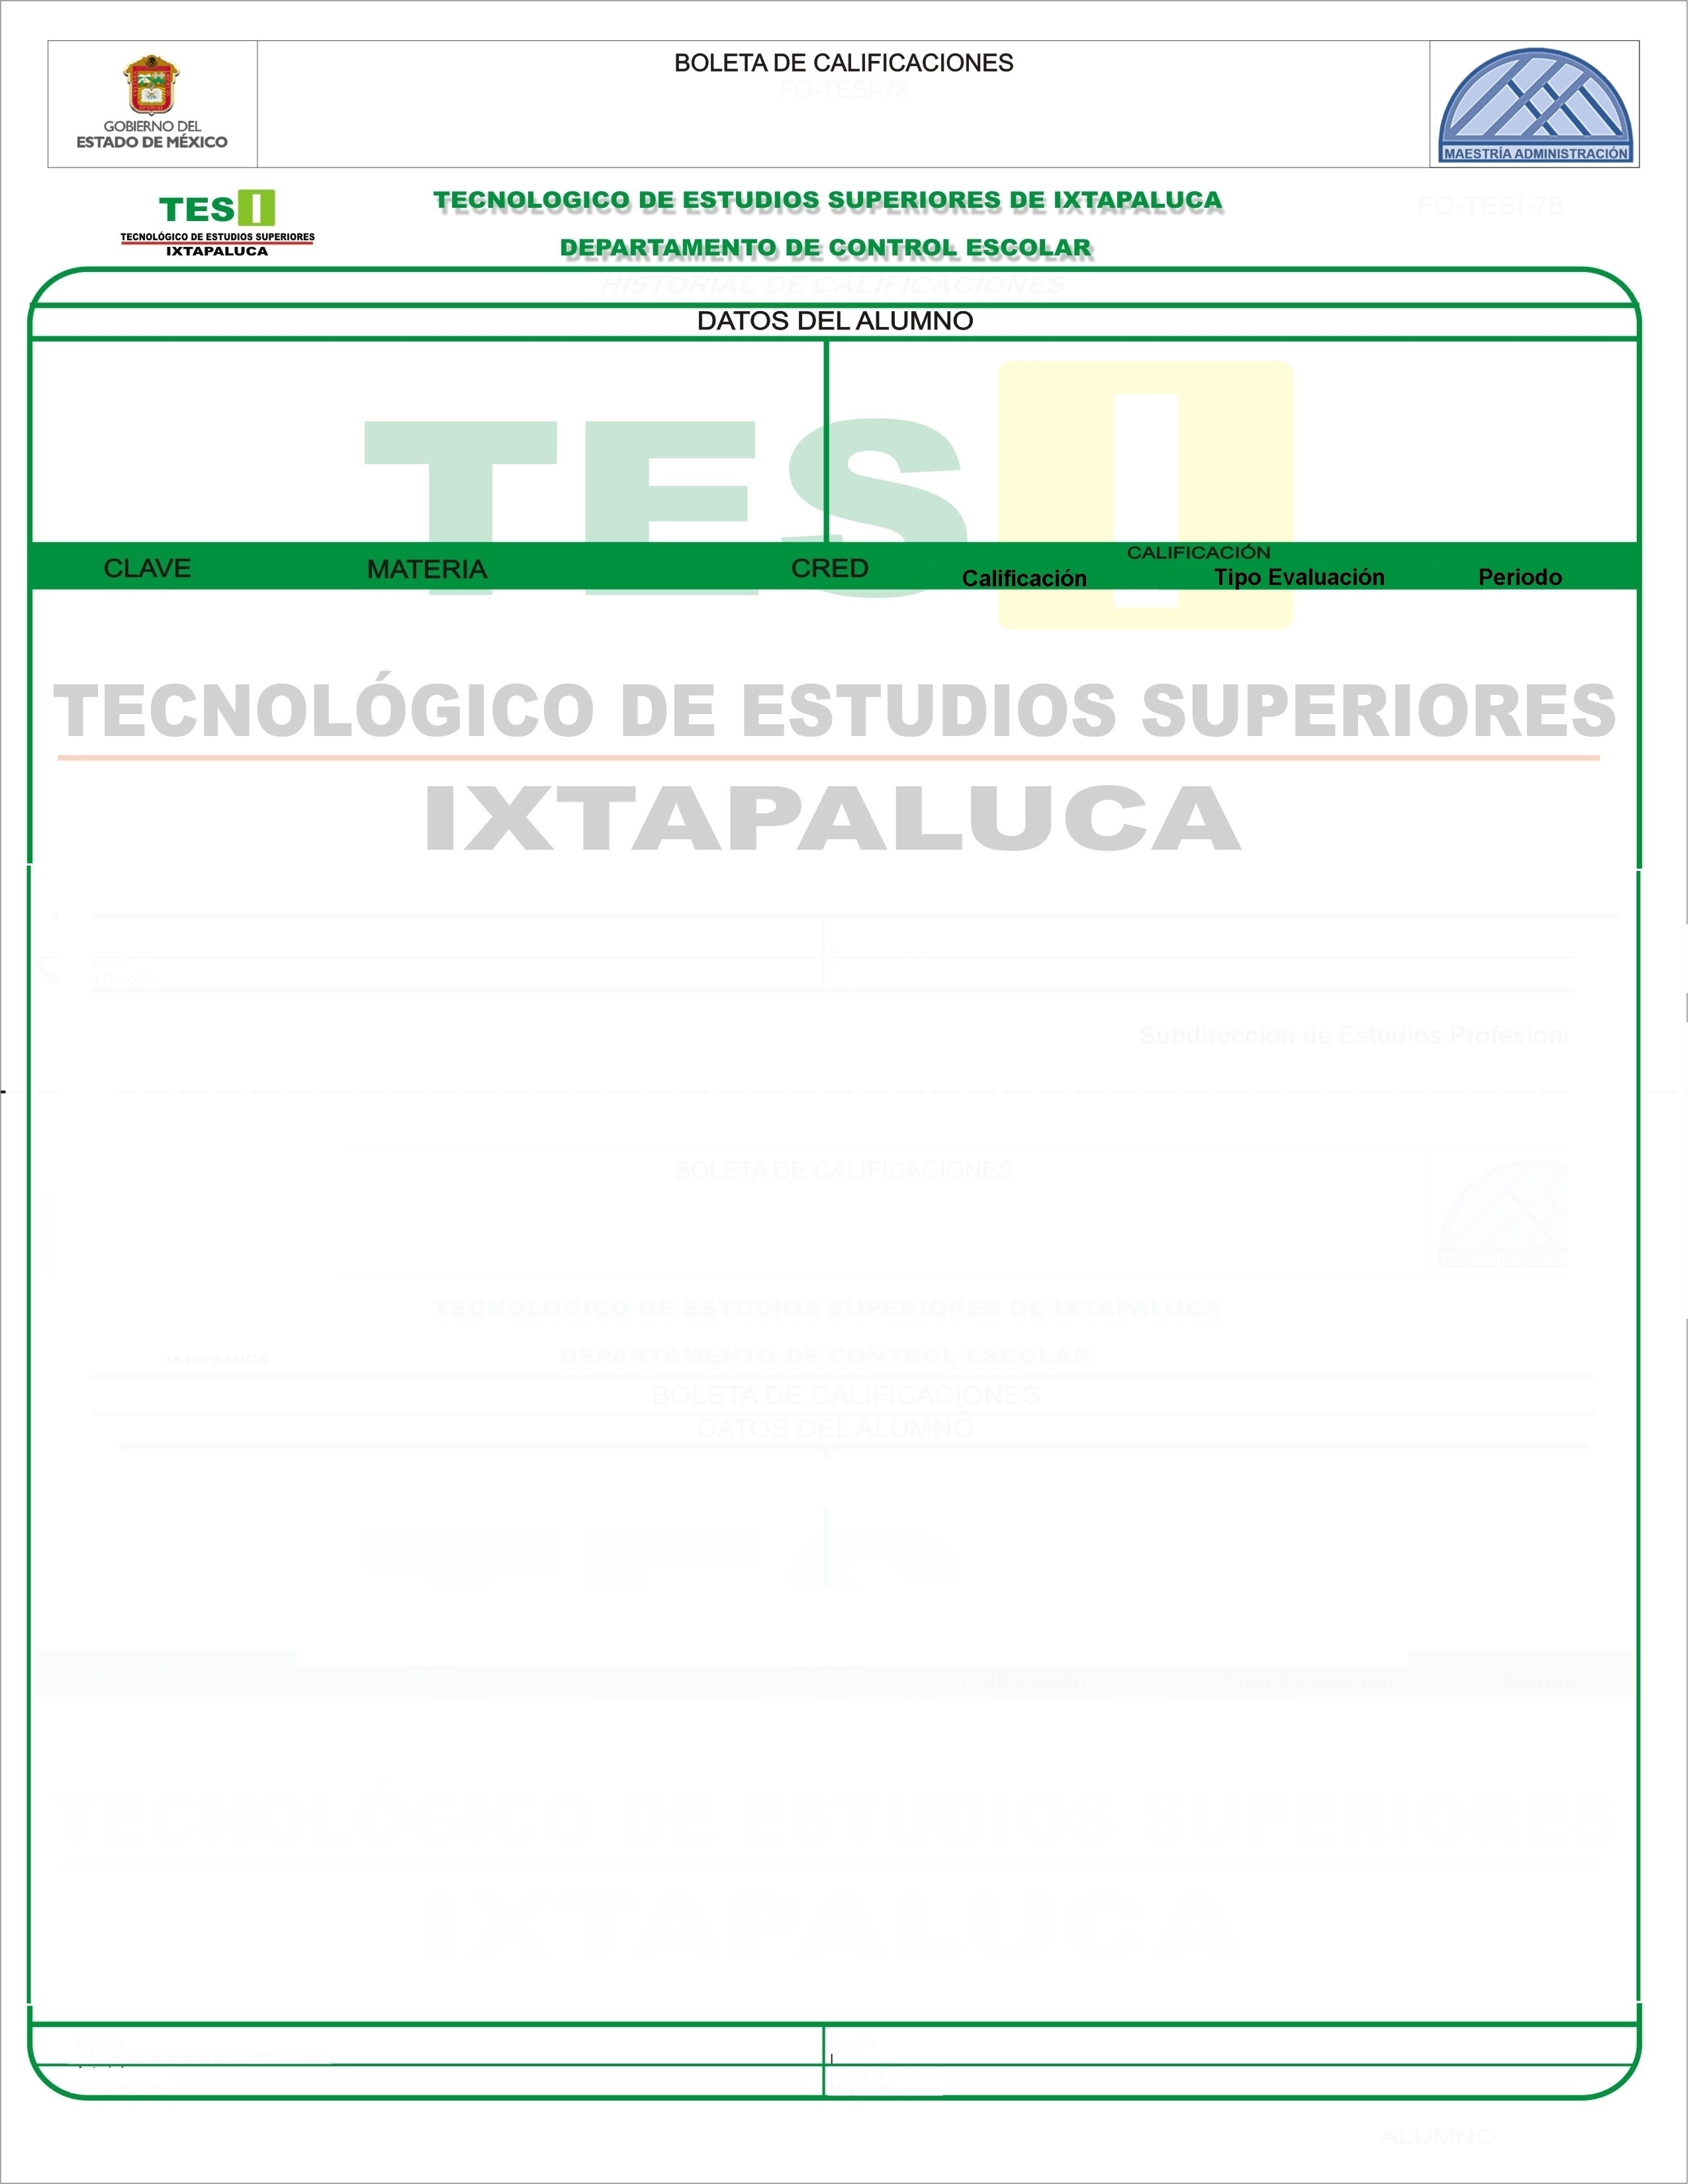 BOLETA DE CALIFICACIONES
FO-TESI-78
GOBIERNO DEL
ESTADO DE MÉXICO
MAESTRÍA ADMINISTRACIÓN
TESI
TECNOLÓGICO DE ESTUDIOS SUPERIORES
IXTAPALUCA
TECNOLOGICO DE ESTUDIOS SUPERIORES DE IXTAPALUCA
FO-TESI-78
DEPARTAMENTO DE CONTROL ESCOLAR
HISTORIAL DE CALIFICACIONES
DATOS DEL ALUMNO
TESI
CLAVE MATERIA CRED CALIFICACIÓN
Calificación Tipo Evaluación Periodo
TECNOLÓGICO DE ESTUDIOS SUPERIORES
IXTAPALUCA
Subdireccion de Estudios Profesion
BOLETA DE CALIFICACIONES
TECNOLOGICO DE ESTUDIOS SUPERIORES DE IXTAPALUCA
IXTAPALUCA
DEPARTAMENTO DE CONTROL ESCOLAR
BOLETA DE CALIFICACIONES
DATOS DEL ALUMNO
Calificación Tipo Evaluación Periodo
TECNOLÓGICO DE ESTUDIOS SUPERIORES
IXTAPALUCA
ALUMNO